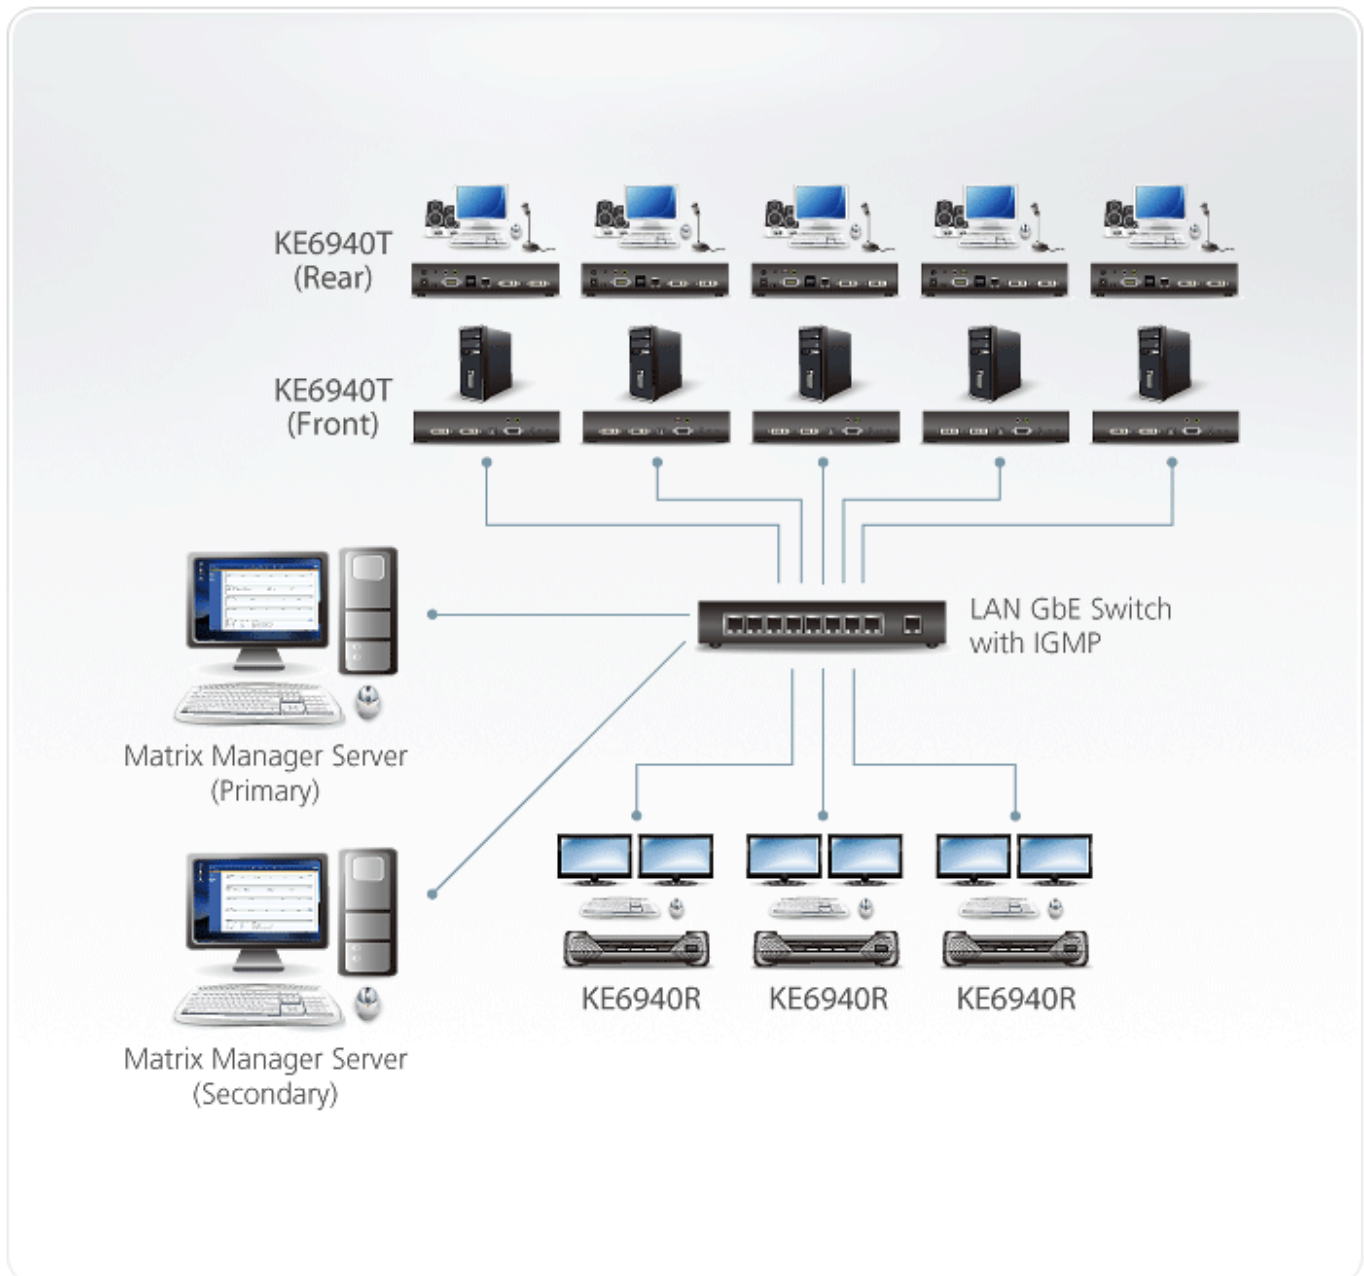 KE6940T
(Rear)
KE6940T
(Front)
LAN GbE Switch
with IGMP
Matrix Manager Server
(Primary)
KE6940R
KE6940R
KE6940R
Matrix Manager Server
(Secondary)